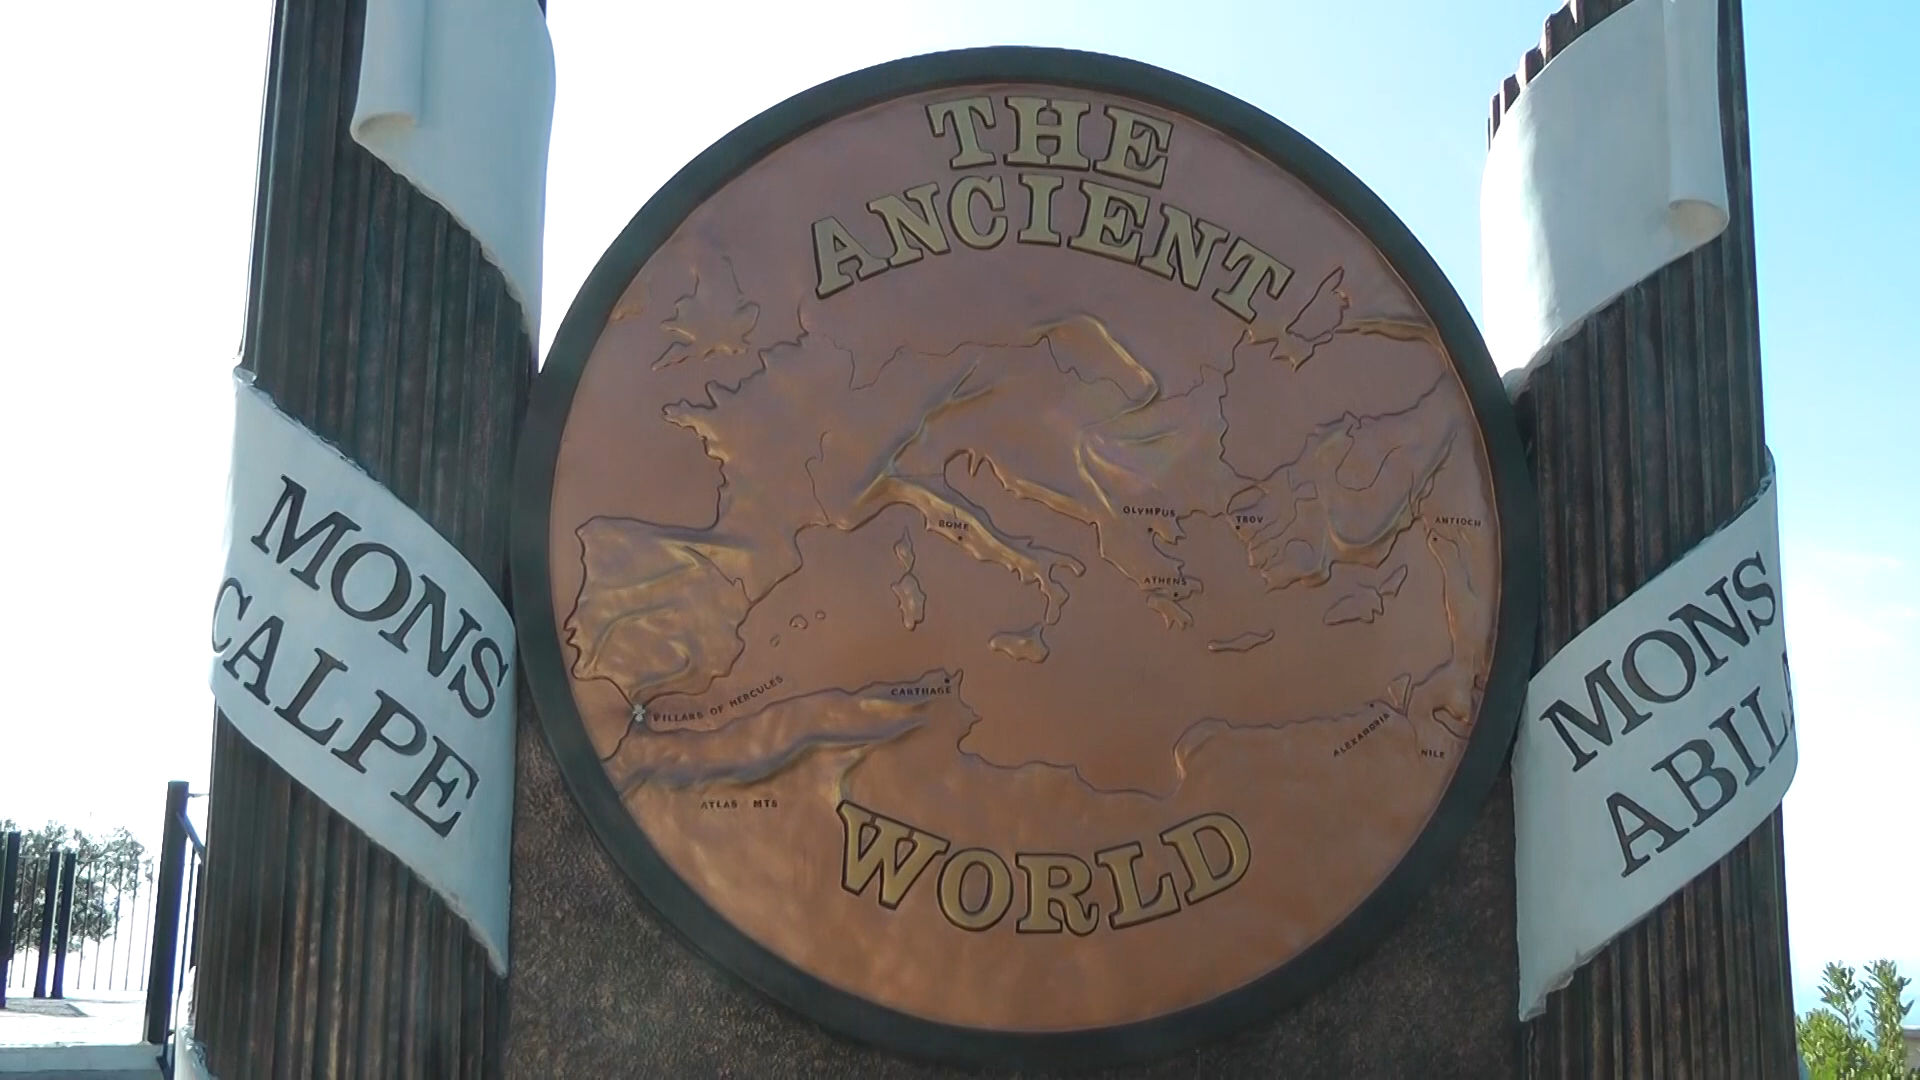 THE
ANCIENT
WORLD
MONS
CALPE
MONS
ABIL
OLYMPUS
TROY
ANTIOCH
ROME
ATHENS
PILLARS OF HERCULES
CARTHAGE
ALEXANDRIA
NILE
ATLAS MTS